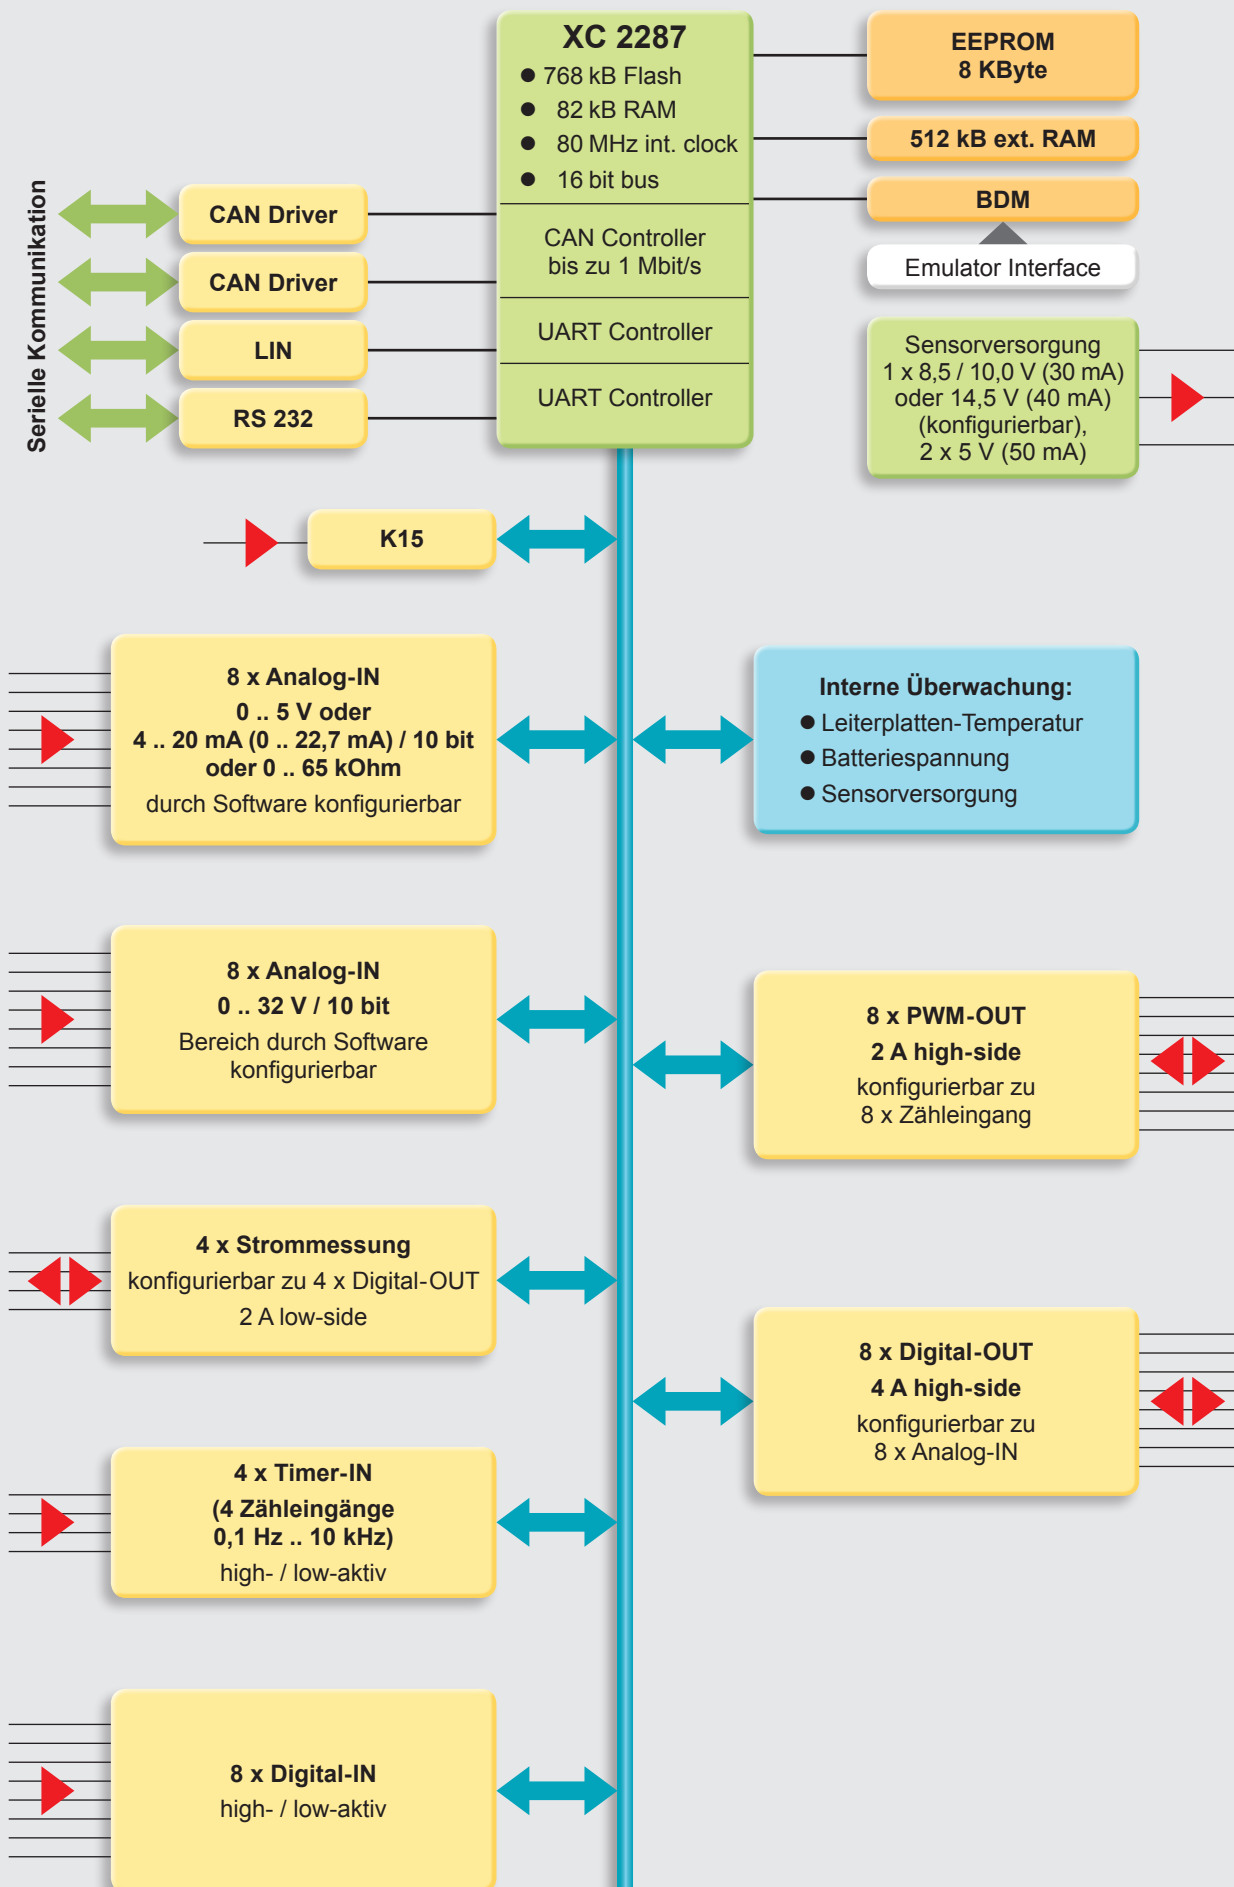 XC 2287
● 768 kB Flash
● 82 kB RAM
● 80 MHz int. clock
● 16 bit bus
CAN Controller
bis zu 1 Mbit/s
UART Controller
UART Controller
EEPROM
8 KByte
512 kB ext. RAM
BDM
Emulator Interface
Serielle Kommunikation
CAN Driver
CAN Driver
LIN
RS 232
Sensorversorgung
1 x 8,5 / 10,0 V (30 mA)
oder 14,5 V (40 mA)
(konfigurierbar),
2 x 5 V (50 mA)
K15
8 x Analog-IN
0 .. 5 V oder
4 .. 20 mA (0 .. 22,7 mA) / 10 bit
oder 0 .. 65 kOhm
durch Software konfigurierbar
Interne Überwachung:
● Leiterplatten-Temperatur
● Batteriespannung
● Sensorversorgung
8 x Analog-IN
0 .. 32 V / 10 bit
Bereich durch Software
konfigurierbar
8 x PWM-OUT
2 A high-side
konfigurierbar zu
8 x Zähleingang
4 x Strommessung
konfigurierbar zu 4 x Digital-OUT
2 A low-side
8 x Digital-OUT
4 A high-side
konfigurierbar zu
8 x Analog-IN
4 x Timer-IN
(4 Zähleingänge
0,1 Hz .. 10 kHz)
high- / low-aktiv
8 x Digital-IN
high- / low-aktiv